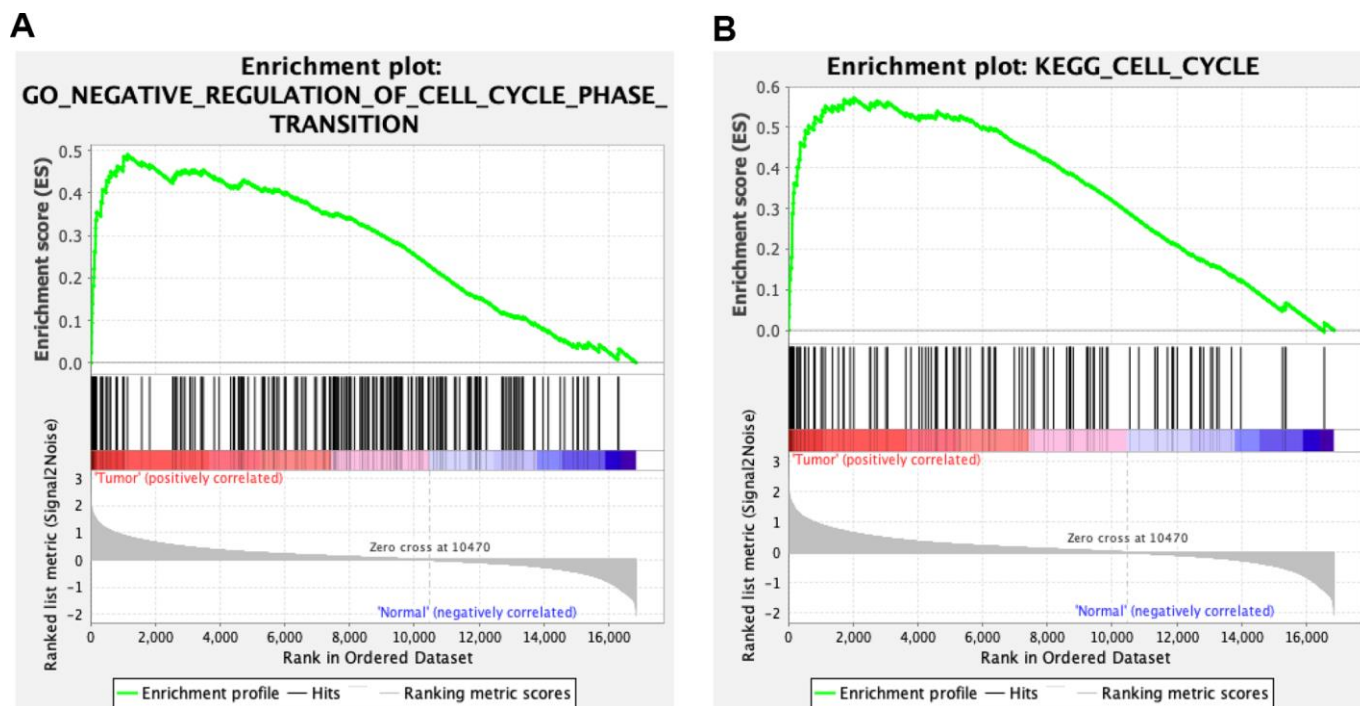 A
Enrichment plot:
GO_NEGATIVE_REGULATION_OF_CELL_CYCLE_PHASE_
TRANSITION
Enrichment score (ES)
0.5
0.4
0.3
0.2
0.1
0.0
'Tumor' (positively correlated)
Ranked list metric (Signal2Noise)
3
2
1
0
-1
-2
Zero cross at 10470
'Normal' (negatively correlated)
0 2,000 4,000 6,000 8,000 10,000 12,000 14,000 16,000
Rank in Ordered Dataset
Enrichment profile Hits Ranking metric scores
B
Enrichment plot: KEGG_CELL_CYCLE
Enrichment score (ES)
0.6
0.5
0.4
0.3
0.2
0.1
0.0
'Tumor' (positively correlated)
Ranked list metric (Signal2Noise)
3
2
1
0
-1
-2
Zero cross at 10470
'Normal' (negatively correlated)
0 2,000 4,000 6,000 8,000 10,000 12,000 14,000 16,000
Rank in Ordered Dataset
Enrichment profile Hits Ranking metric scores